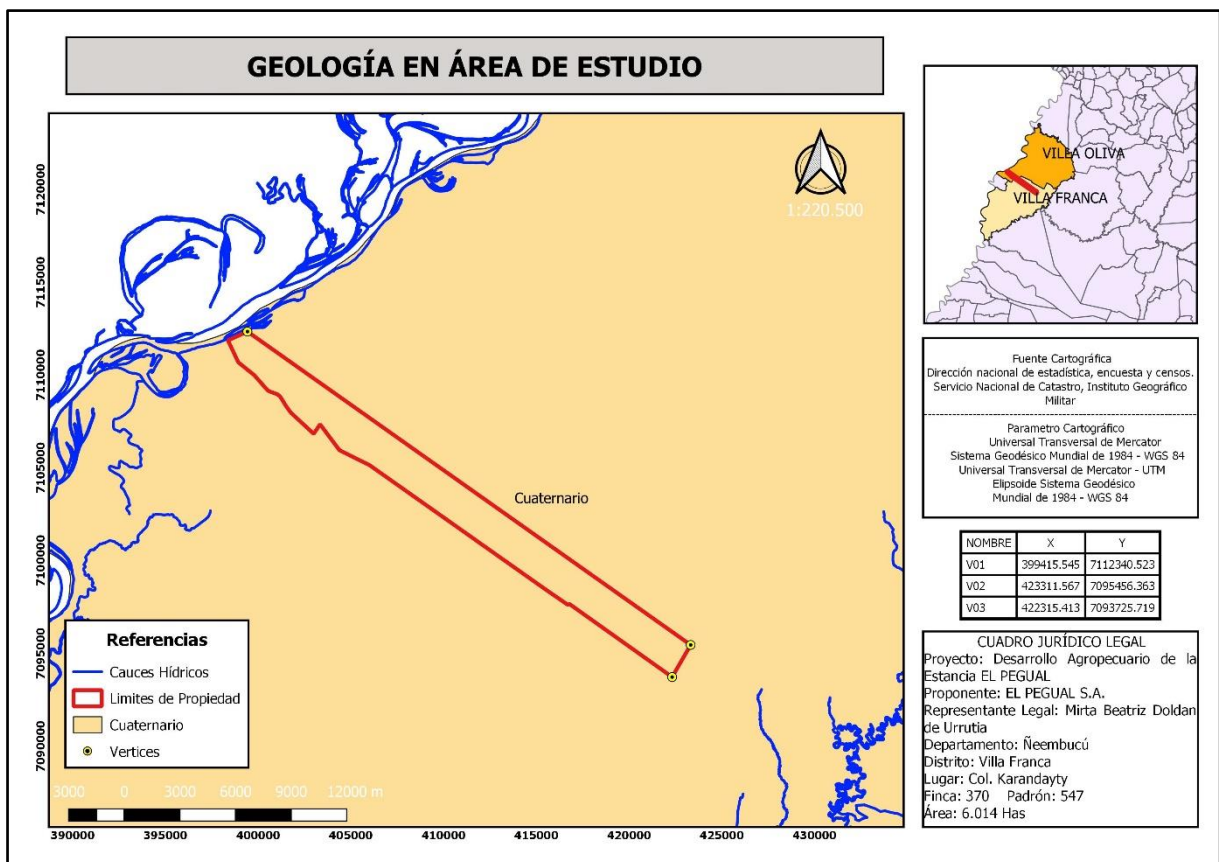 GEOLOGÍA EN ÁREA DE ESTUDIO
1:220.500
Cuaternario
7120000
7115000
7110000
7105000
7100000
7095000
7090000
Referencias
Cauces Hídricos
Limites de Propiedad
Cuaternario
Vertices
3000 0 3000 6000 9000 12000 m
390000 395000 400000 405000 410000 415000 420000 425000 430000
VILLA OLIVA
VILLA FRANCA
Fuente Cartográfica
Dirección nacional de estadística, encuesta y censos.
Servicio Nacional de Catastro, Instituto Geográfico
Militar
Parametro Cartográfico
Universal Transversal de Mercator
Sistema Geodésico Mundial de 1984 - WGS 84
Universal Transversal de Mercator - UTM
Elipsoide Sistema Geodésico
Mundial de 1984 - WGS 84
NOMBRE X Y
V01 399415.545 7112340.523
V02 423311.567 7095456.363
V03 422315.413 7093725.719
CUADRO JURÍDICO LEGAL
Proyecto: Desarrollo Agropecuario de la
Estancia EL PEGUAL
Proponente: EL PEGUAL S.A.
Representante Legal: Mirta Beatriz Doldan
de Urrutia
Departamento: Ñeembucú
Distrito: Villa Franca
Lugar: Col. Karandayty
Finca: 370 Padrón: 547
Área: 6.014 Has